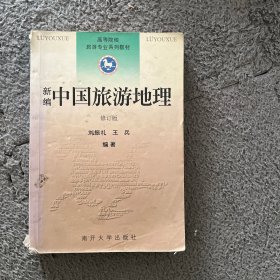 LUYOUXUE
LUYOUXUE
高等院校
旅游专业系列教材
新编
中国旅游地理
修订版
刘振礼 王兵
编著
南开大学出版社